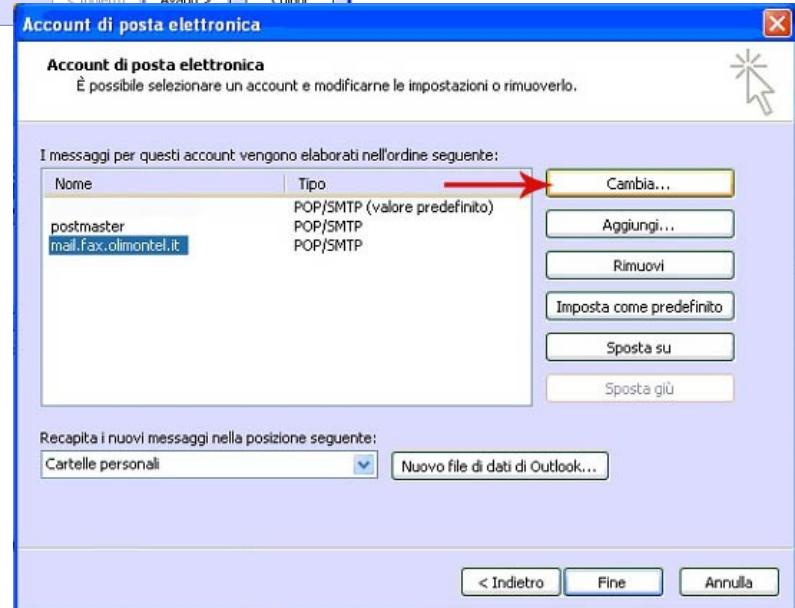 Account di posta elettronica
Account di posta elettronica
È possibile selezionare un account e modificarne le impostazioni o rimuoverlo.
I messaggi per questi account vengono elaborati nell'ordine seguente:
Nome Tipo
POP/SMTP (valore predefinito)
postmaster POP/SMTP
mail.fax.olimontel.it POP/SMTP
Cambia...
Aggiungi...
Rimuovi
Imposta come predefinito
Sposta su
Sposta giù
Recapita i nuovi messaggi nella posizione seguente:
Cartelle personali
Nuovo file di dati di Outlook...
< Indietro Fine Annulla